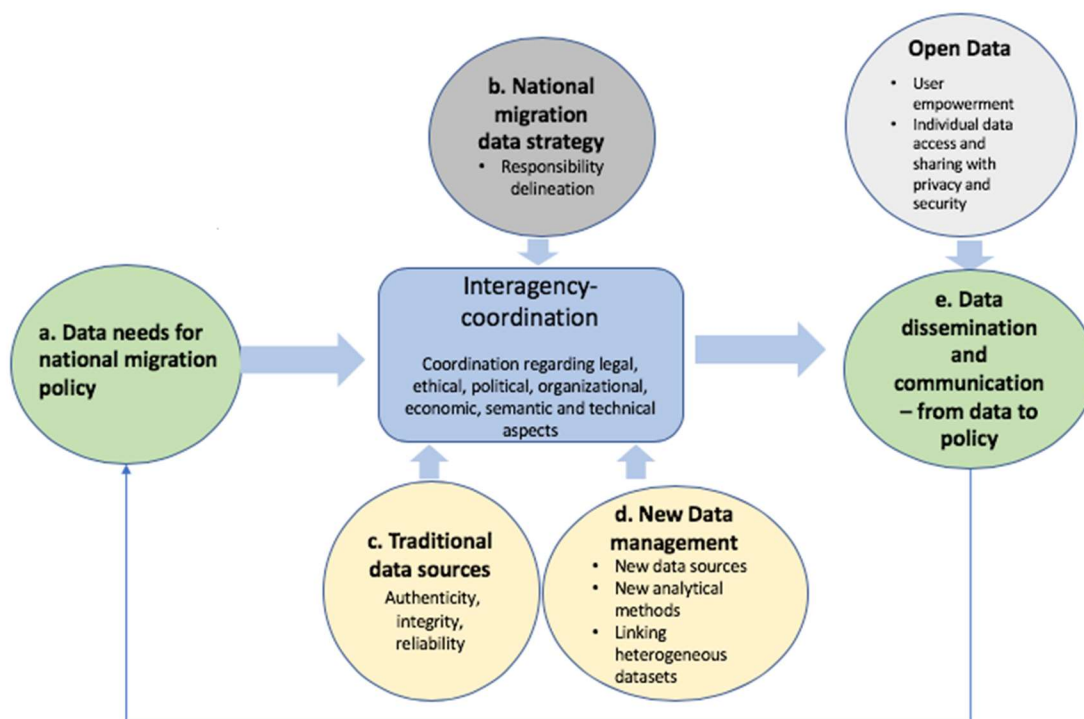 b. National
migration
data strategy
• Responsibility
delineation
Open Data
• User
empowerment
• Individual data
access and
sharing with
privacy and
security
a. Data needs for
national migration
policy
Interagency-
coordination
Coordination regarding legal,
ethical, political, organizational,
economic, semantic and technical
aspects
e. Data
dissemination
and
communication
– from data to
policy
c. Traditional
data sources
Authenticity,
integrity,
reliability
d. New Data
management
• New data sources
• New analytical
methods
• Linking
heterogeneous
datasets